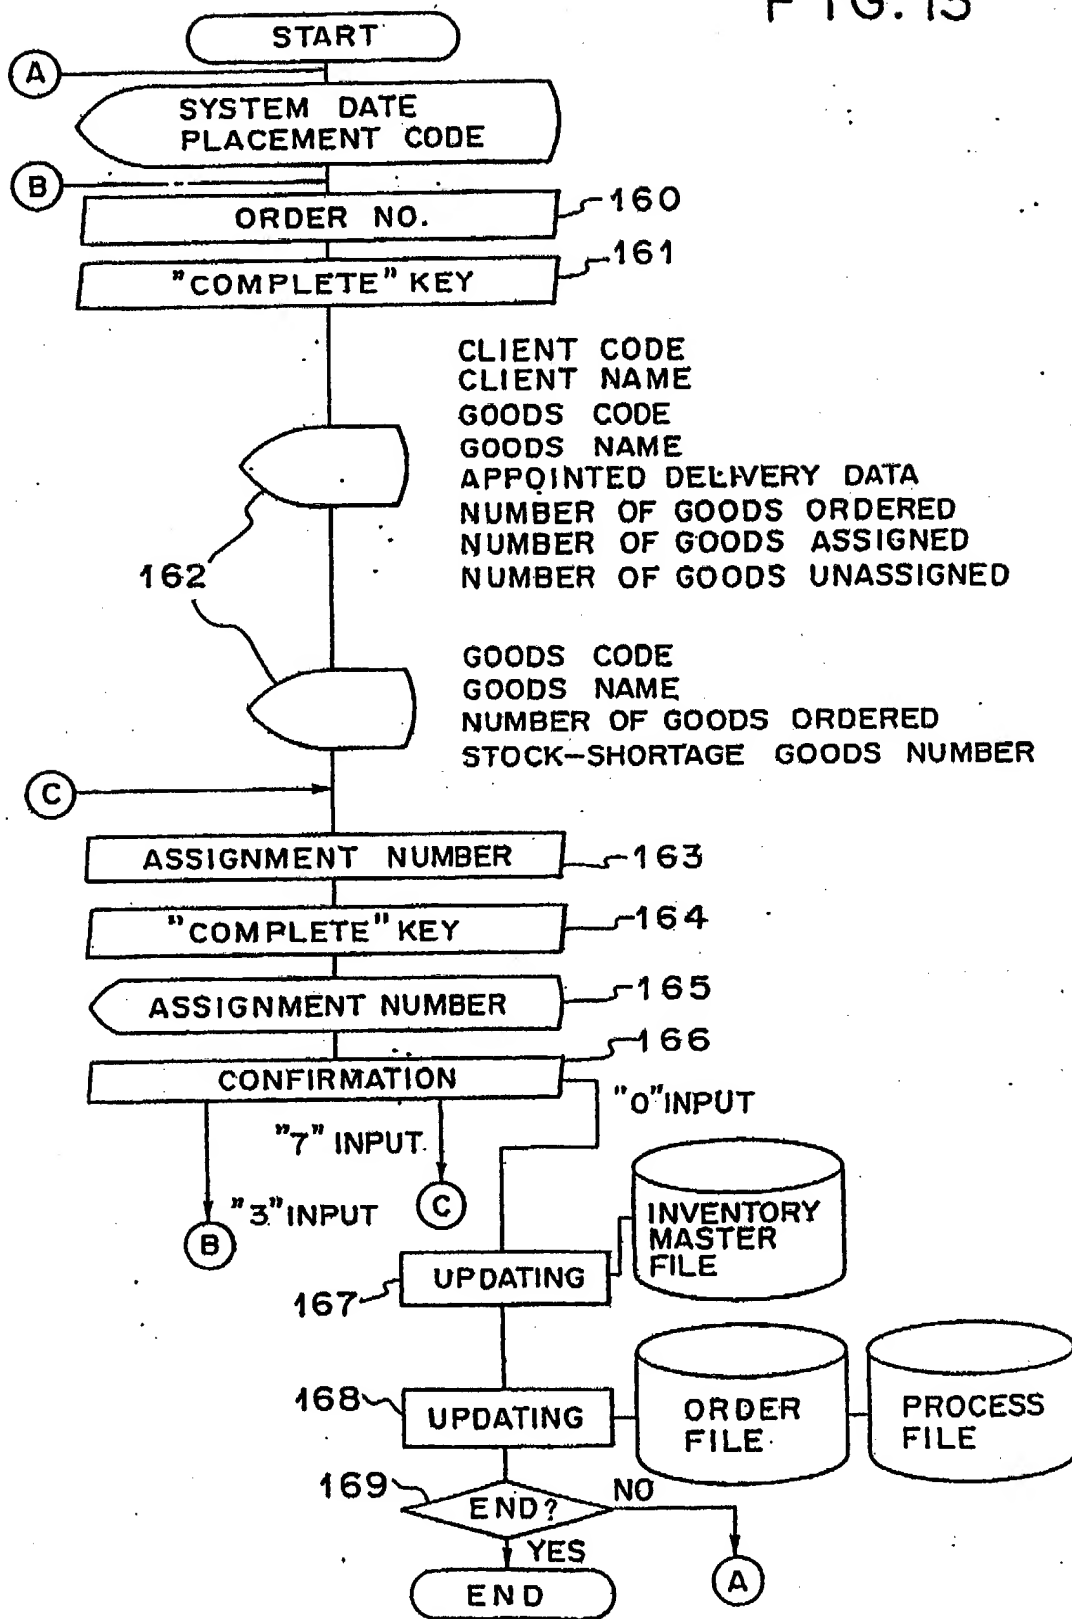 FIG. 15
START
A
SYSTEM DATE
PLACEMENT CODE
B
ORDER NO.
160
"COMPLETE" KEY
161
CLIENT CODE
CLIENT NAME
GOODS CODE
GOODS NAME
APPOINTED DELIVERY DATA
NUMBER OF GOODS ORDERED
NUMBER OF GOODS ASSIGNED
NUMBER OF GOODS UNASSIGNED
162
GOODS CODE
GOODS NAME
NUMBER OF GOODS ORDERED
STOCK-SHORTAGE GOODS NUMBER
C
ASSIGNMENT NUMBER
163
"COMPLETE" KEY
164
ASSIGNMENT NUMBER
165
CONFIRMATION
166
"0" INPUT
"7" INPUT
C
"3" INPUT
B
INVENTORY
MASTER
FILE
UPDATING
167
168
UPDATING
ORDER
FILE
PROCESS
FILE
169
END?
NO
YES
END
A